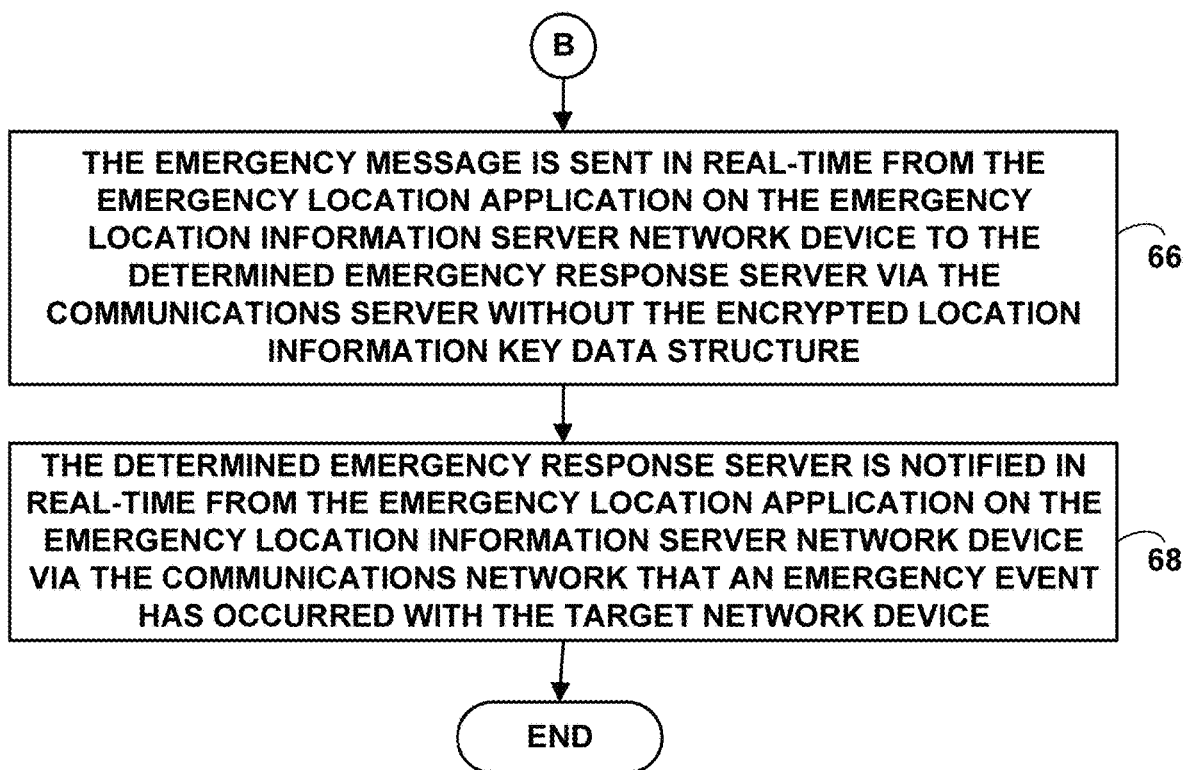 B
THE EMERGENCY MESSAGE IS SENT IN REAL-TIME FROM THE
EMERGENCY LOCATION APPLICATION ON THE EMERGENCY
LOCATION INFORMATION SERVER NETWORK DEVICE TO THE
DETERMINED EMERGENCY RESPONSE SERVER VIA THE
COMMUNICATIONS SERVER WITHOUT THE ENCRYPTED LOCATION
INFORMATION KEY DATA STRUCTURE
66
THE DETERMINED EMERGENCY RESPONSE SERVER IS NOTIFIED IN
REAL-TIME FROM THE EMERGENCY LOCATION APPLICATION ON THE
EMERGENCY LOCATION INFORMATION SERVER NETWORK DEVICE
VIA THE COMMUNICATIONS NETWORK THAT AN EMERGENCY EVENT
HAS OCCURRED WITH THE TARGET NETWORK DEVICE
68
END